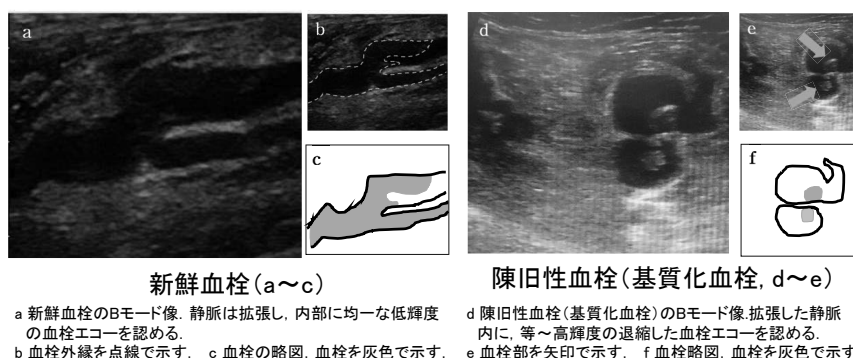 a
b
c
d
e
f
新鮮血栓(a～c)
a 新鮮血栓のBモード像．静脈は拡張し，内部に均一な低輝度
の血栓エコーを認める．
b 血栓外縁を点線で示す． c 血栓の略図．血栓を灰色で示す．
陳旧性血栓(基質化血栓，d～e)
d 陳旧性血栓(基質化血栓)のBモード像．拡張した静脈
内に，等～高輝度の退縮した血栓エコーを認める．
e 血栓部を矢印で示す． f 血栓略図．血栓を灰色で示す